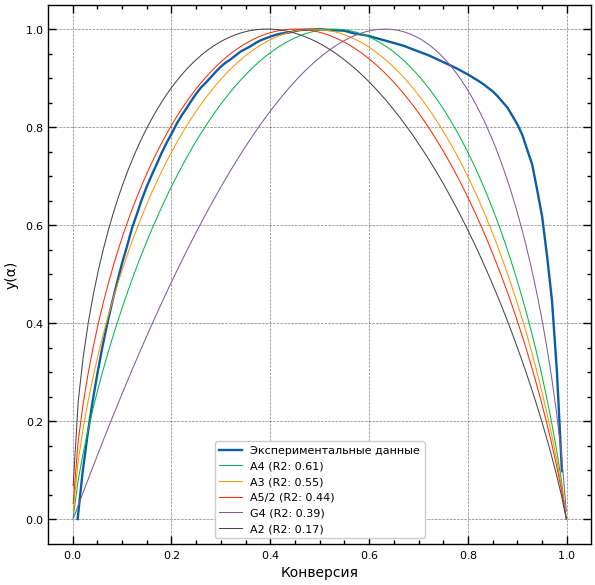 1.0
0.8
0.6
0.4
0.2
0.0
y(α)
Экспериментальные данные
A4 (R2: 0.61)
A3 (R2: 0.55)
A5/2 (R2: 0.44)
G4 (R2: 0.39)
A2 (R2: 0.17)
0.0 0.2 0.4 0.6 0.8 1.0
Конверсия